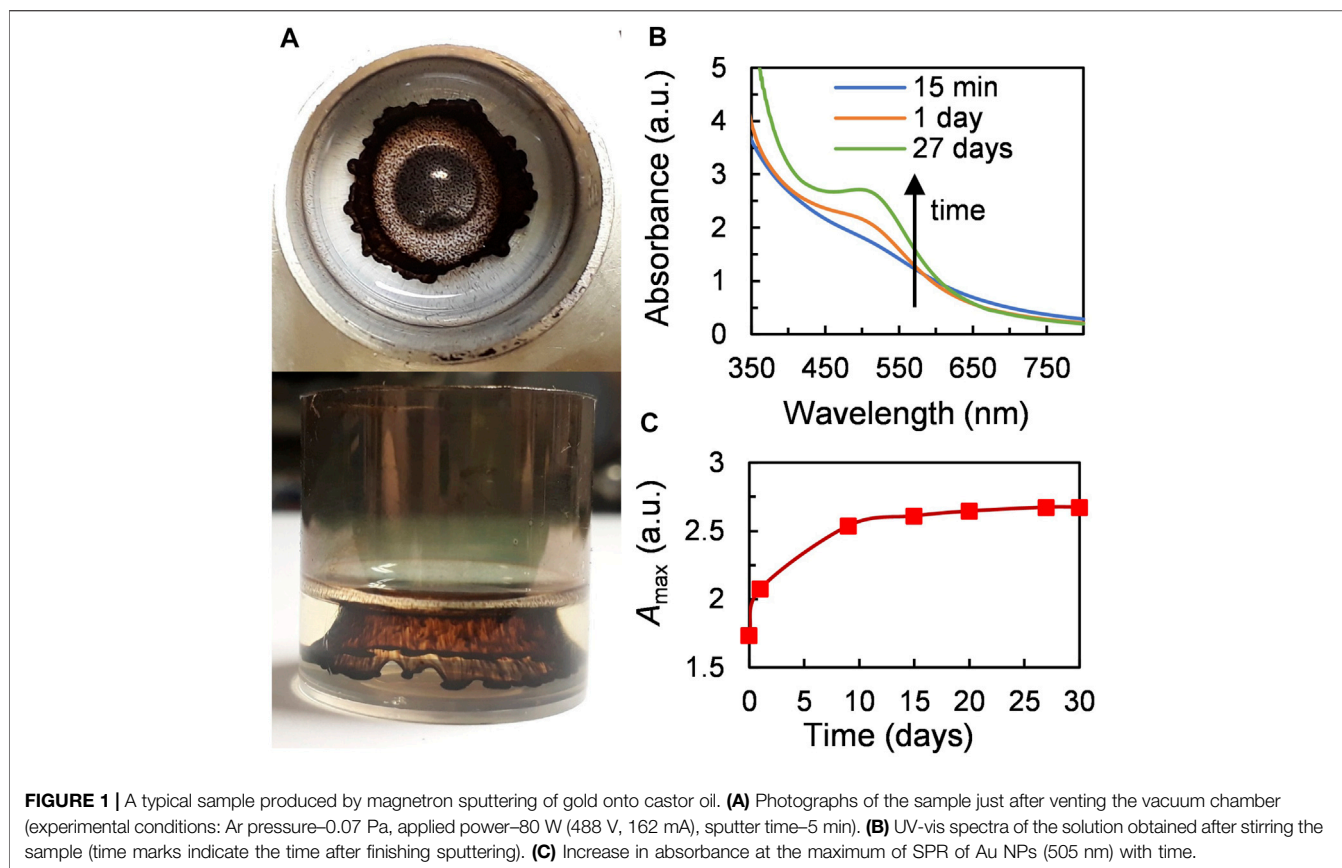 A
B
5
4
3
2
1
0
Absorbance (a.u.)
15 min
1 day
27 days
time
350 450 550 650 750
Wavelength (nm)
C
3
2.5
2
1.5
Amax (a.u.)
0 5 10 15 20 25 30
Time (days)
FIGURE 1 | A typical sample produced by magnetron sputtering of gold onto castor oil. (A) Photographs of the sample just after venting the vacuum chamber
(experimental conditions: Ar pressure–0.07 Pa, applied power–80 W (488 V, 162 mA), sputter time–5 min). (B) UV-vis spectra of the solution obtained after stirring the
sample (time marks indicate the time after finishing sputtering). (C) Increase in absorbance at the maximum of SPR of Au NPs (505 nm) with time.